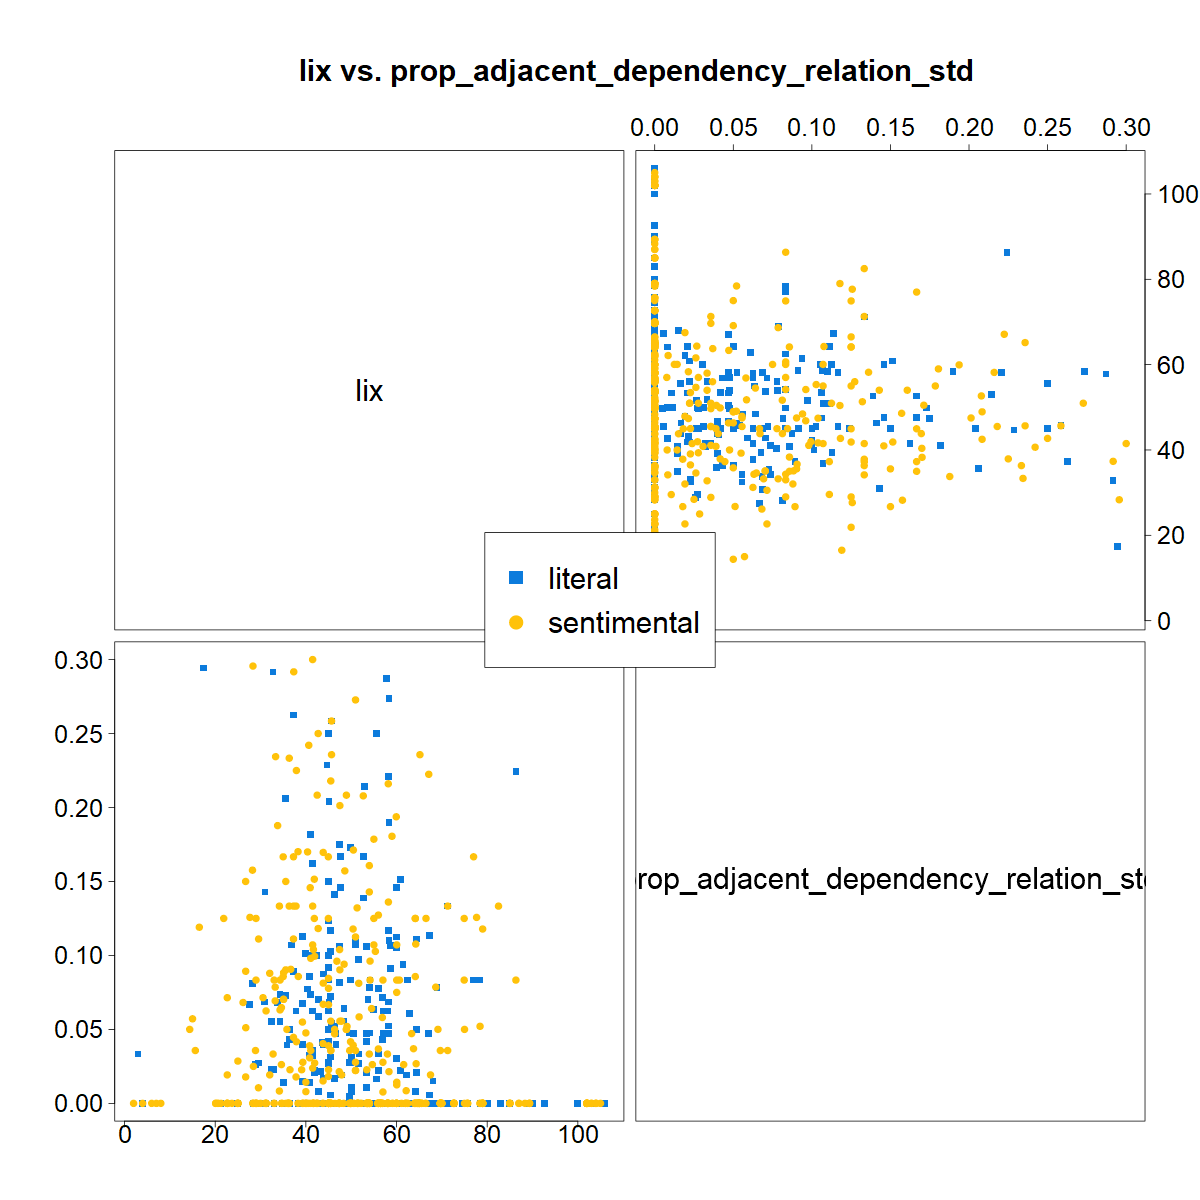 lix vs. prop_adjacent_dependency_relation_std
0.00 0.05 0.10 0.15 0.20 0.25 0.30
100
80
60
40
20
0
lix
literal
sentimental
0.30
0.25
0.20
0.15
0.10
0.05
0.00
rop_adjacent_dependency_relation_st
0 20 40 60 80 100